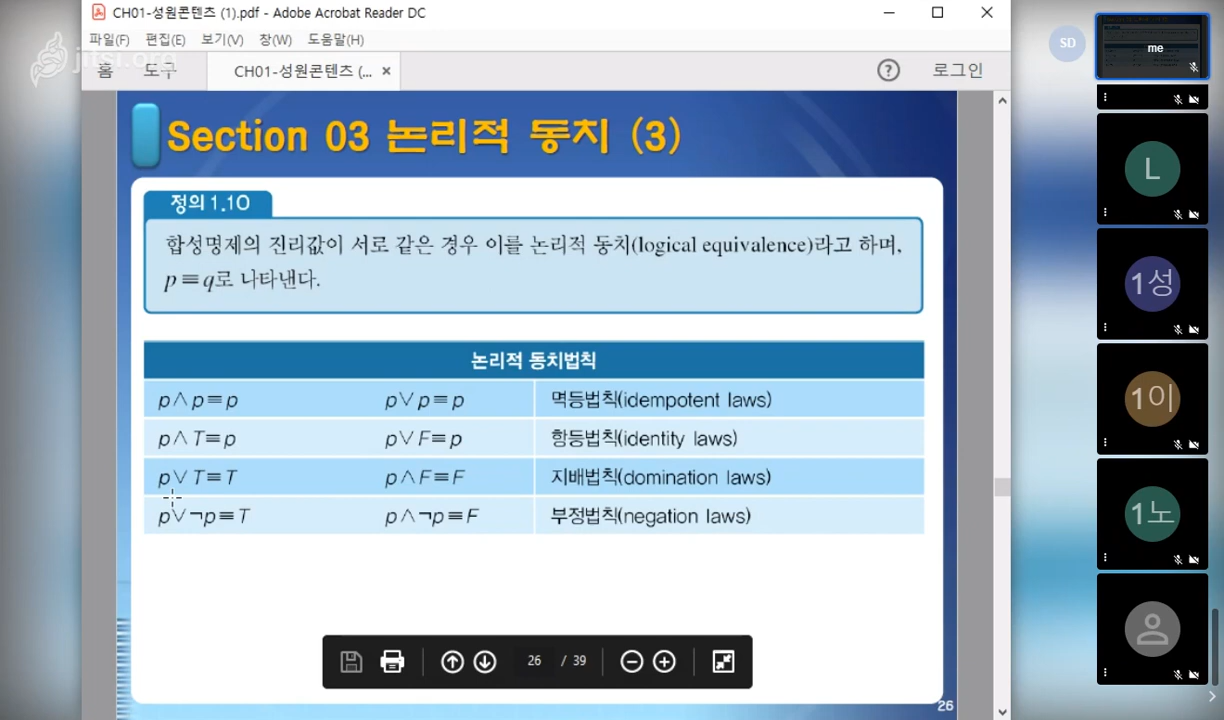 CH01-성원콘텐츠 (1).pdf - Adobe Acrobat Reader DC
파일(F) 편집(E) 보기(V) 창(W) 도움말(H)
jitsi.org
홈 도구 CH01-성원콘텐츠 (... × ? 로그인
Section 03 논리적 동치 (3)
정의 1.10
합성명제의 진리값이 서로 같은 경우 이를 논리적 동치(logical equivalence)라고 하며,
p≡q로 나타낸다.
논리적 동치법칙
p∧p≡p p∨p≡p 멱등법칙(idempotent laws)
p∧T≡p p∨F≡p 항등법칙(identity laws)
p∨T≡T p∧F≡F 지배법칙(domination laws)
p∨¬p≡T p∧¬p≡F 부정법칙(negation laws)
26 / 39
26
SD
me
L
1성
1이
1노